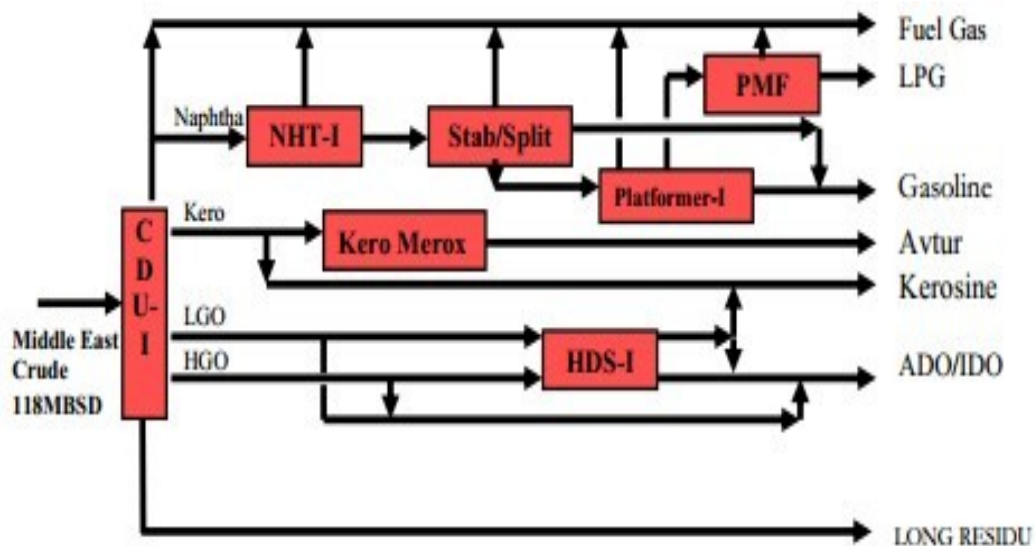 Fuel Gas
LPG
PMF
Naphtha
NHT-I
Stab/Split
Platformer-I
Gasoline
Kero
Kero Merox
Avtur
Kerosine
C
D
U-
I
Middle East
Crude
118MBSD
LGO
HGO
HDS-I
ADO/IDO
LONG RESIDU